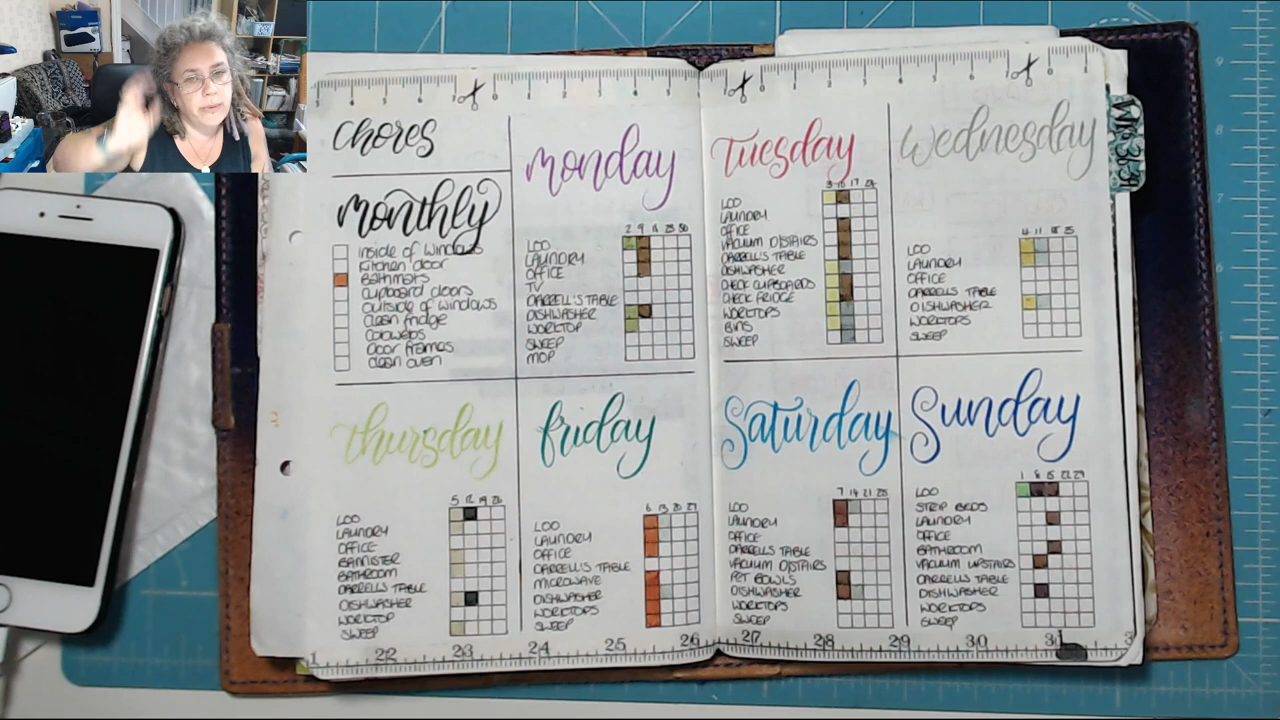 chores
monthly
inside of windows
kitchen door
bathmats
cupboard doors
outside of windows
clean fridge
cobwebs
door frames
clean oven
monday
2 9 16 23 30
LOO
LAUNDRY
OFFICE
TV
DARRELL'S TABLE
DISHWASHER
WORKTOP
SWEEP
MOP
Tuesday
3 10 17 24
LOO
LAUNDRY
OFFICE
VACUUM D/STAIRS
DARRELL'S TABLE
DISHWASHER
CHECK CUPBOARDS
CHECK FRIDGE
WORKTOPS
BINS
SWEEP
wednesday
4 11 18 25
LOO
LAUNDRY
OFFICE
DARRELLS TABLE
DISHWASHER
WORKTOPS
SWEEP
thursday
5 12 19 26
LOO
LAUNDRY
OFFICE
BANNISTER
BATHROOM
DARRELLS TABLE
DISHWASHER
WORKTOP
SWEEP
friday
6 13 20 27
LOO
LAUNDRY
OFFICE
DARRELL'S TABLE
MICROWAVE
DISHWASHER
WORKTOPS
SWEEP
Saturday
7 14 21 28
LOO
LAUNDRY
OFFICE
DARRELLS TABLE
VACUUM D/STAIRS
PET BOWLS
DISHWASHER
WORKTOPS
SWEEP
Sunday
1 8 15 22 29
LOO
STRIP BEDS
LAUNDRY
OFFICE
BATHROOM
VACUUM UPSTAIRS
DARRELLS TABLE
DISHWASHER
WORKTOPS
SWEEP
22 23 24 25 26 27 28 29 30 31